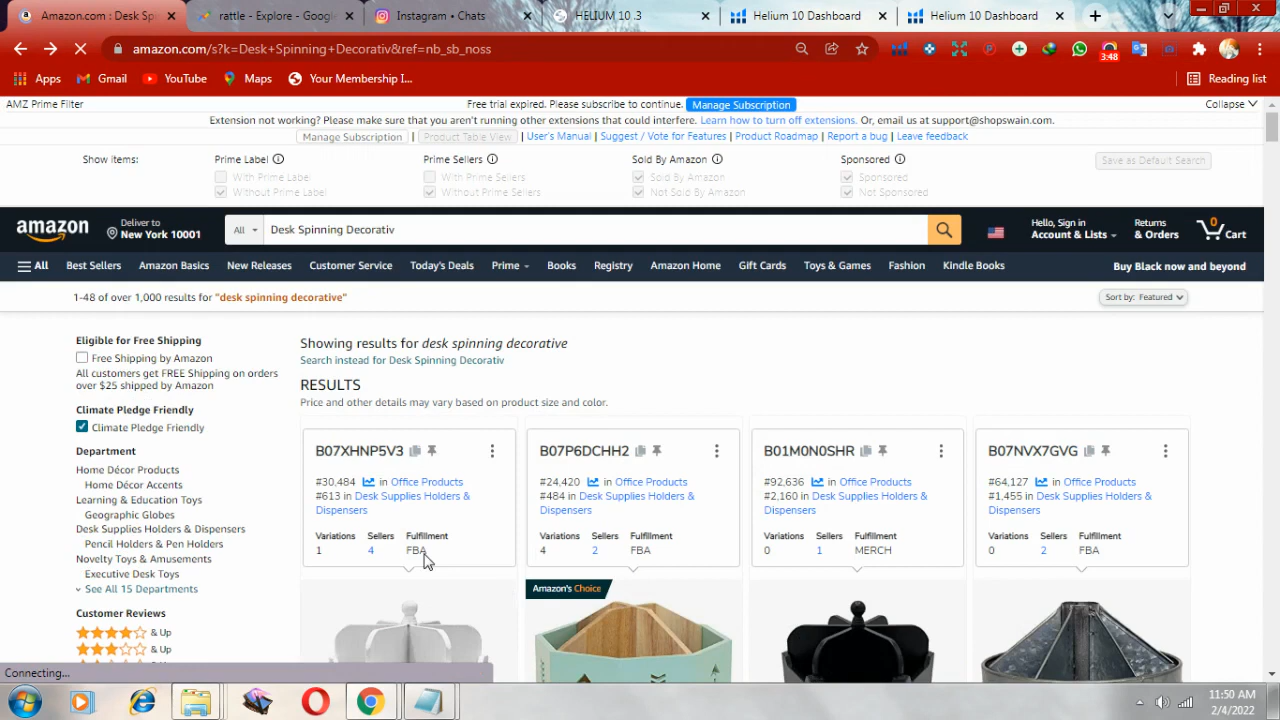 Amazon.com : Desk Spi
rattle - Explore - Google
Instagram • Chats
HELIUM 10 .3
Helium 10 Dashboard
Helium 10 Dashboard
amazon.com/s?k=Desk+Spinning+Decorativ&ref=nb_sb_noss
3:48
Apps
Gmail
YouTube
Maps
Your Membership I...
Reading list
AMZ Prime Filter
Free trial expired. Please subscribe to continue. Manage Subscription
Collapse
Extension not working? Please make sure that you aren't running other extensions that could interfere. Learn how to turn off extensions. Or, email us at support@shopswain.com.
Manage Subscription | Product Table View | User's Manual | Suggest / Vote for Features | Product Roadmap | Report a bug | Leave feedback
Show items:
Prime Label
Prime Sellers
Sold By Amazon
Sponsored
Save as Default Search
With Prime Label
With Prime Sellers
Sold By Amazon
Sponsored
Without Prime Label
Without Prime Sellers
Not Sold By Amazon
Not Sponsored
amazon
Deliver to
New York 10001
All
Desk Spinning Decorativ
Hello, Sign in
Account & Lists
Returns
& Orders
0
Cart
All
Best Sellers
Amazon Basics
New Releases
Customer Service
Today's Deals
Prime
Books
Registry
Amazon Home
Gift Cards
Toys & Games
Fashion
Kindle Books
Buy Black now and beyond
1-48 of over 1,000 results for "desk spinning decorative"
Sort by: Featured
Eligible for Free Shipping
Free Shipping by Amazon
All customers get FREE Shipping on orders
over $25 shipped by Amazon
Climate Pledge Friendly
Climate Pledge Friendly
Department
Home Décor Products
Home Décor Accents
Learning & Education Toys
Geographic Globes
Desk Supplies Holders & Dispensers
Pencil Holders & Pen Holders
Novelty Toys & Amusements
Executive Desk Toys
See All 15 Departments
Customer Reviews
& Up
& Up
Showing results for desk spinning decorative
Search instead for Desk Spinning Decorativ
RESULTS
Price and other details may vary based on product size and color.
B07XHNP5V3
#30,484 in Office Products
#613 in Desk Supplies Holders &
Dispensers
Variations Sellers Fulfillment
1 4 FBA
B07P6DCHH2
#24,420 in Office Products
#484 in Desk Supplies Holders &
Dispensers
Variations Sellers Fulfillment
4 2 FBA
Amazon's Choice
B01M0N0SHR
#92,636 in Office Products
#2,160 in Desk Supplies Holders &
Dispensers
Variations Sellers Fulfillment
0 1 MERCH
B07NVX7GVG
#64,127 in Office Products
#1,455 in Desk Supplies Holders &
Dispensers
Variations Sellers Fulfillment
0 2 FBA
Connecting...
11:50 AM
2/4/2022